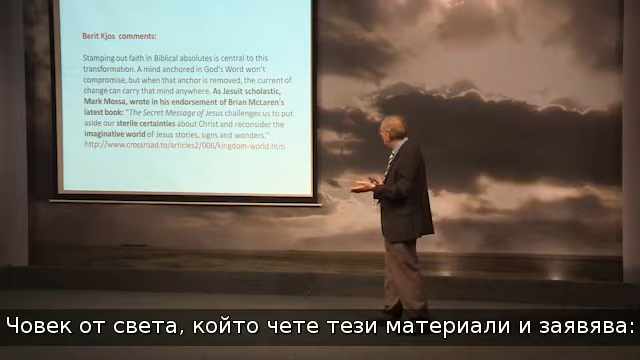 Berit Kjos comments:
Stamping out faith in Biblical absolutes is central to this
transformation. A mind anchored in God's Word won't
compromise, but when that anchor is removed, the current of
change can carry that mind anywhere. As Jesuit scholastic,
Mark Mossa, wrote in his endorsement of Brian McLaren's
latest book: "The Secret Message of Jesus challenges us to put
aside our sterile certainties about Christ and reconsider the
imaginative world of Jesus stories, signs and wonders."
http://www.crossroad.to/articles2/006/kingdom-world.htm
Човек от света, който чете тези материали и заявява: